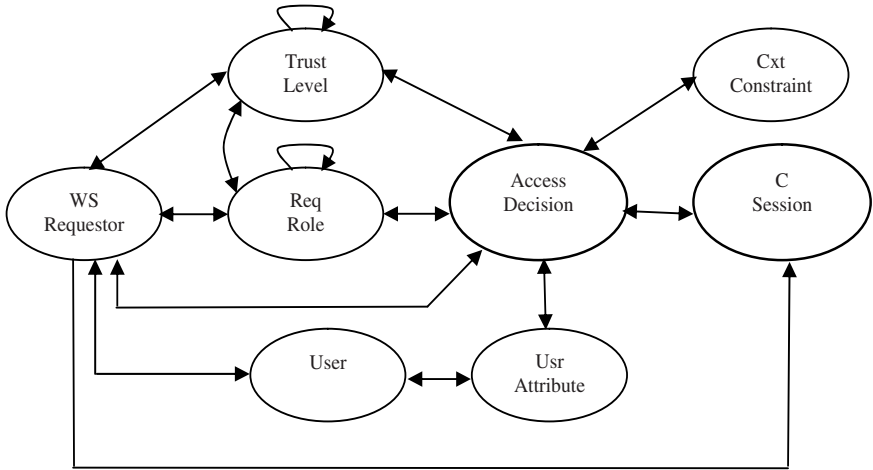 Trust
Level
Cxt
Constraint
WS
Requestor
Req
Role
Access
Decision
C
Session
User
Usr
Attribute